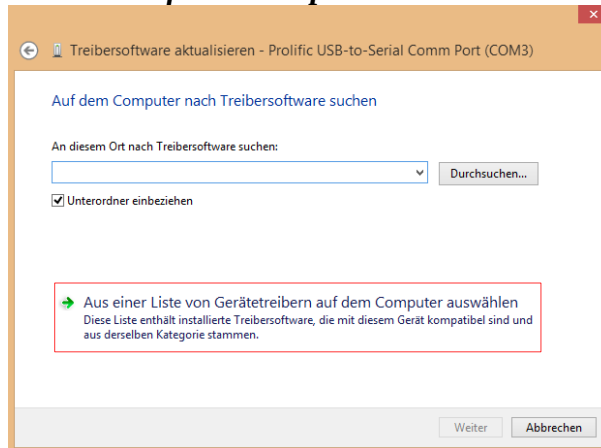 Treibersoftware aktualisieren - Prolific USB-to-Serial Comm Port (COM3)
Auf dem Computer nach Treibersoftware suchen
An diesem Ort nach Treibersoftware suchen:
Durchsuchen...
Unterordner einbeziehen
Aus einer Liste von Gerätetreibern auf dem Computer auswählen
Diese Liste enthält installierte Treibersoftware, die mit diesem Gerät kompatibel sind und
aus derselben Kategorie stammen.
Weiter Abbrechen